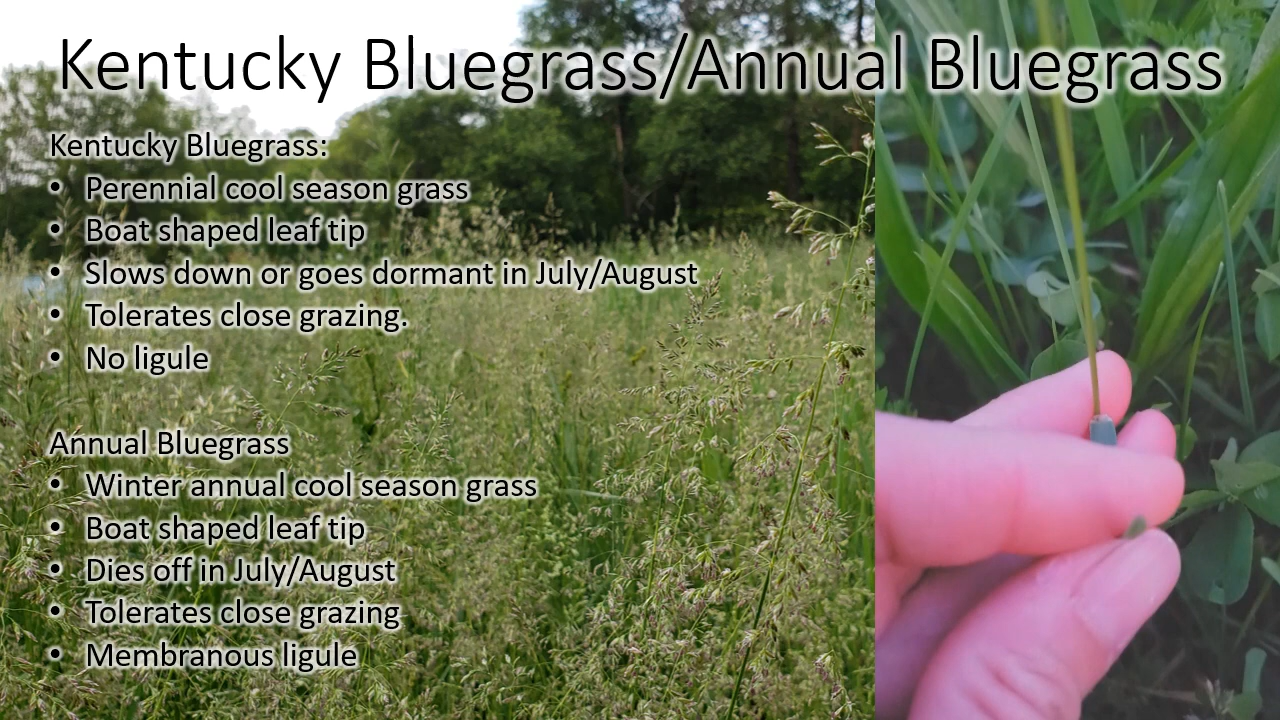 Kentucky Bluegrass/Annual Bluegrass
Kentucky Bluegrass:
• Perennial cool season grass
• Boat shaped leaf tip
• Slows down or goes dormant in July/August
• Tolerates close grazing.
• No ligule
Annual Bluegrass
• Winter annual cool season grass
• Boat shaped leaf tip
• Dies off in July/August
• Tolerates close grazing
• Membranous ligule